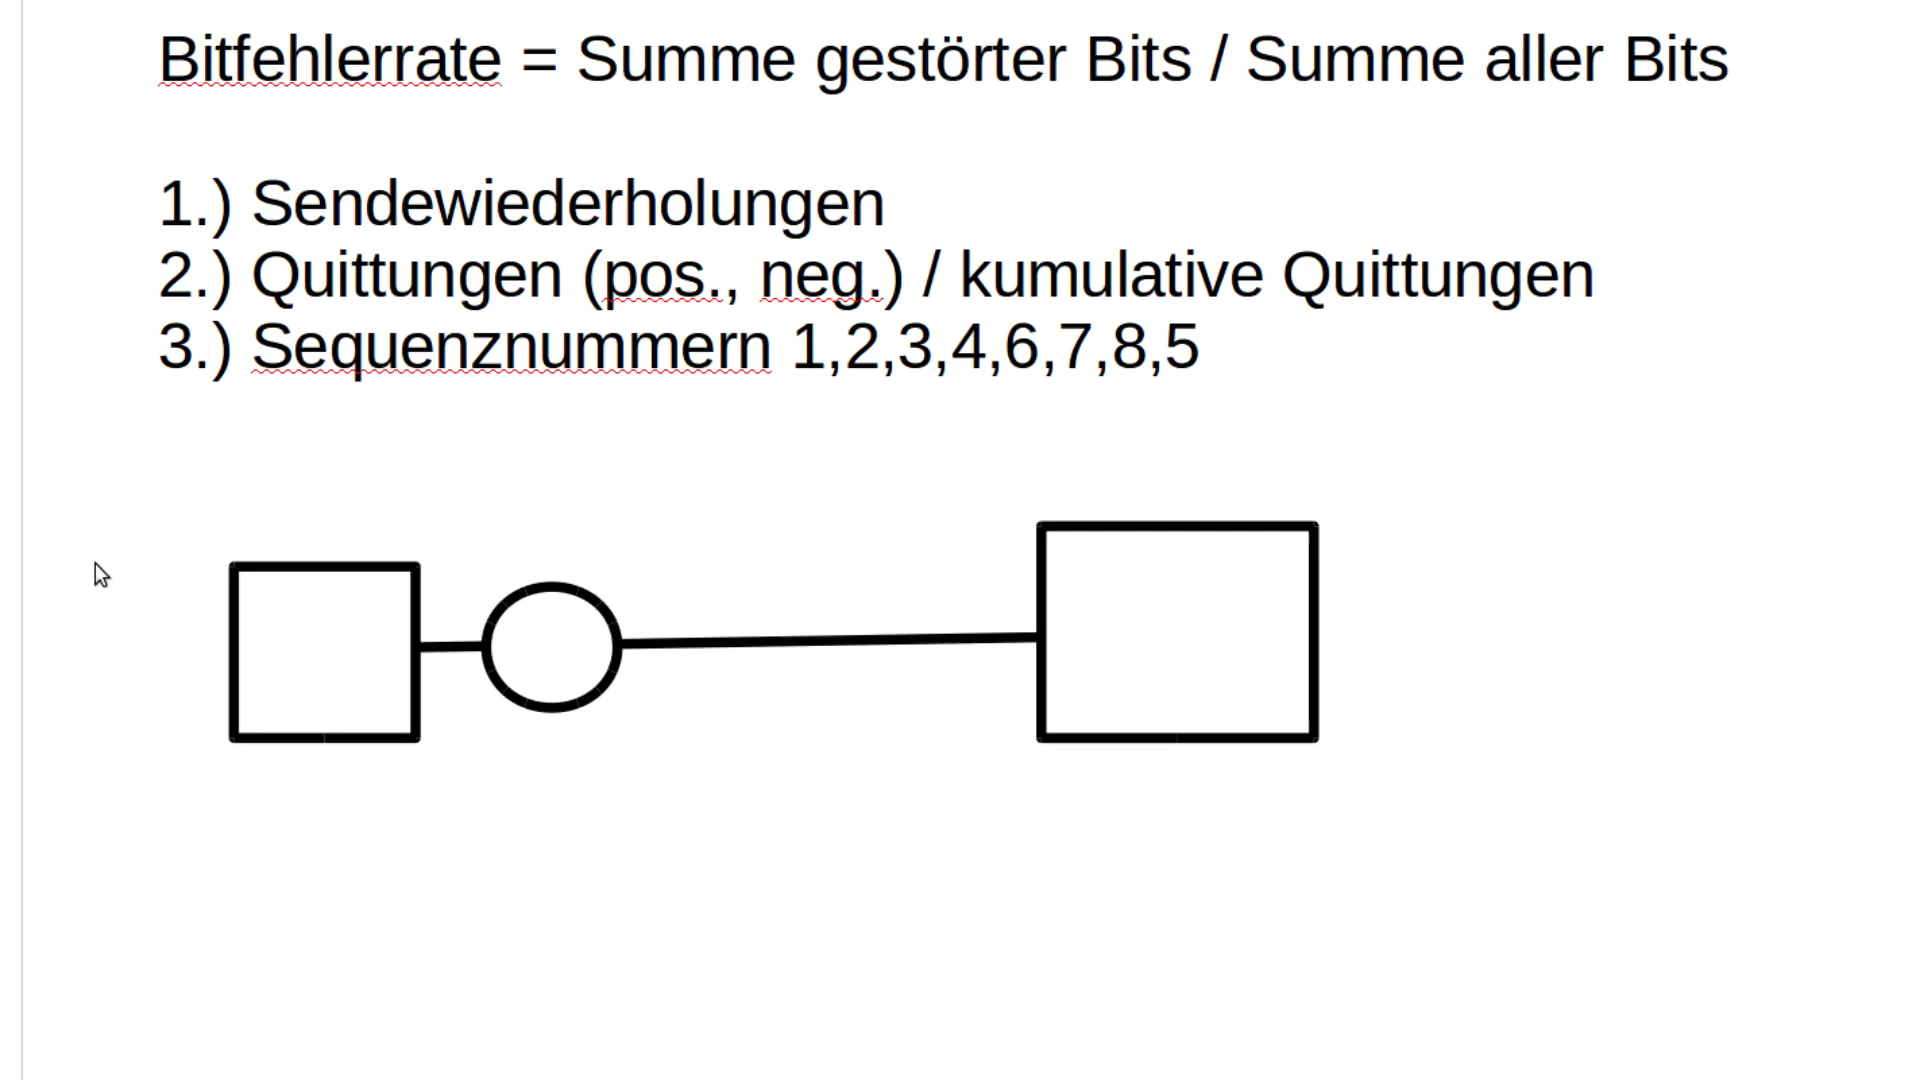 Bitfehlerrate = Summe gestörter Bits / Summe aller Bits
1.) Sendewiederholungen
2.) Quittungen (pos., neg.) / kumulative Quittungen
3.) Sequenznummern 1,2,3,4,6,7,8,5